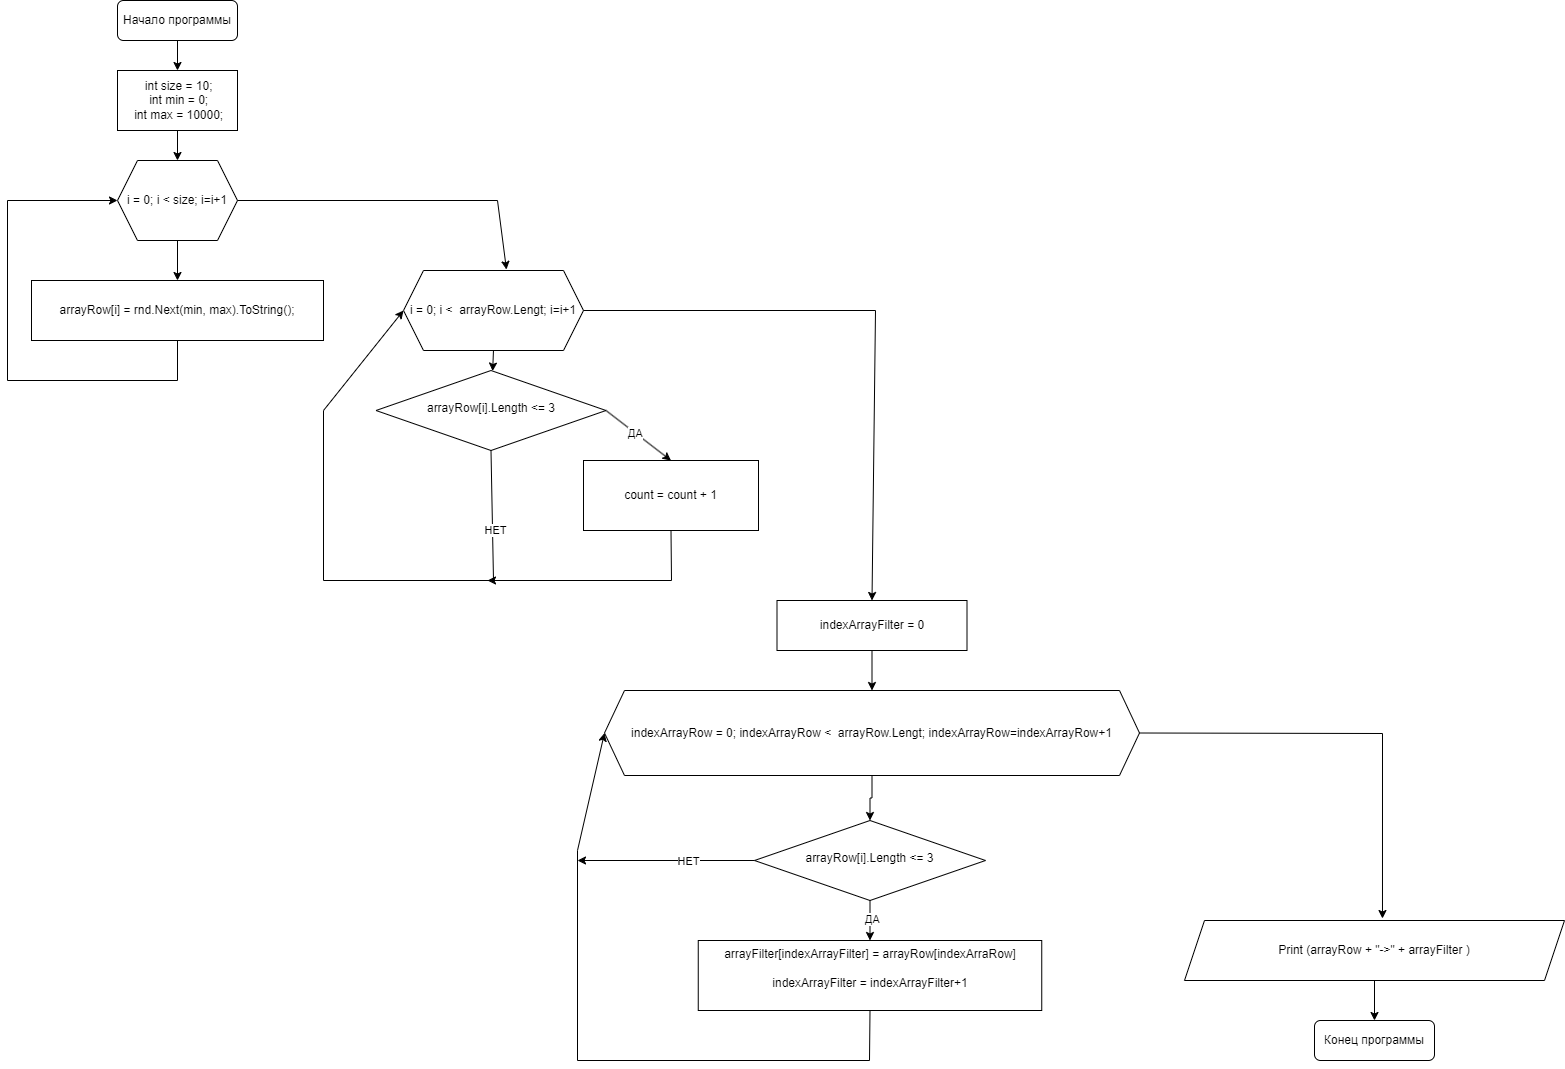 Начало программы
int size = 10;
int min = 0;
int max = 10000;
i = 0; i < size; i=i+1
arrayRow[i] = rnd.Next(min, max).ToString();
i = 0; i < arrayRow.Lengt; i=i+1
arrayRow[i].Length <= 3
ДА
count = count + 1
НЕТ
indexArrayFilter = 0
indexArrayRow = 0; indexArrayRow < arrayRow.Lengt; indexArrayRow=indexArrayRow+1
arrayRow[i].Length <= 3
НЕТ
ДА
arrayFilter[indexArrayFilter] = arrayRow[indexArraRow]
indexArrayFilter = indexArrayFilter+1
Print (arrayRow + "->" + arrayFilter )
Конец программы